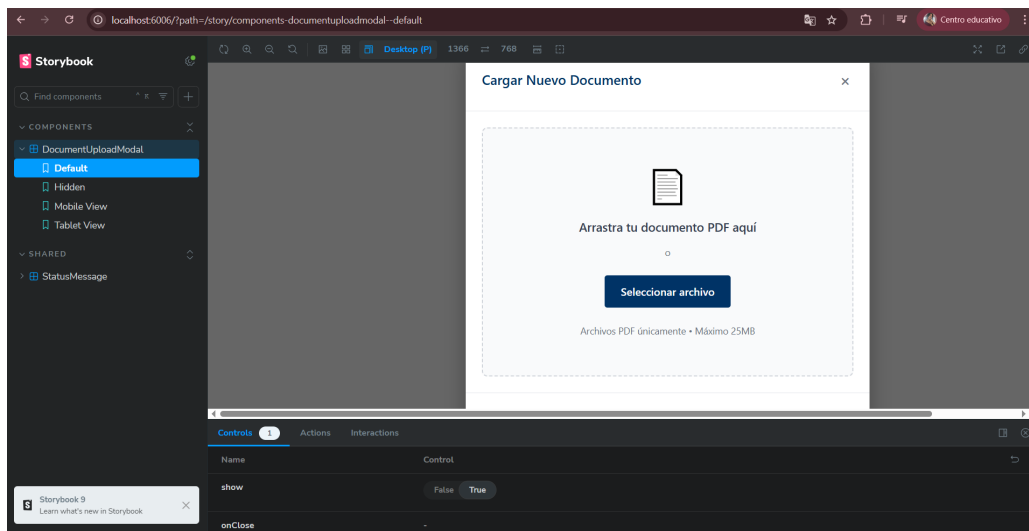 localhost:6006/?path=/story/components-documentuploadmodal--default
Centro educativo
Storybook
Desktop (P) 1366 768
Find components ^ K
COMPONENTS
DocumentUploadModal
Default
Hidden
Mobile View
Tablet View
SHARED
StatusMessage
Cargar Nuevo Documento ×
Arrastra tu documento PDF aquí
o
Seleccionar archivo
Archivos PDF únicamente • Máximo 25MB
Controls 1 Actions Interactions
Name Control
show False True
onClose -
Storybook 9
Learn what's new in Storybook